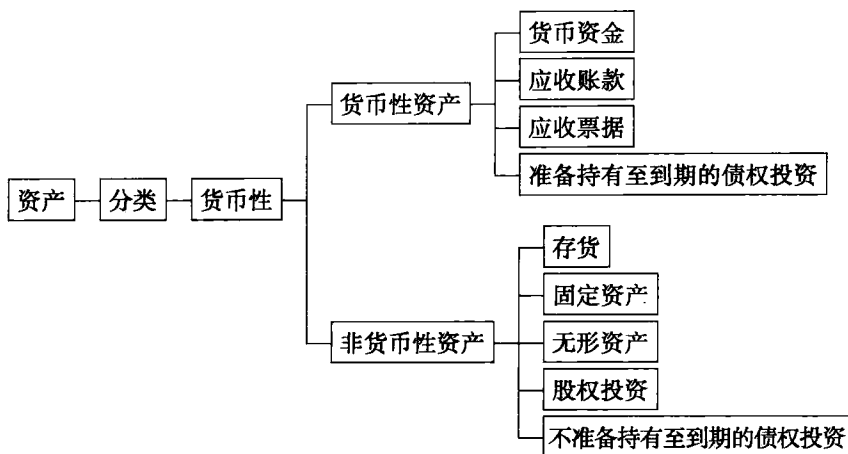 资产
分类
货币性
货币性资产
货币资金
应收账款
应收票据
准备持有至到期的债权投资
非货币性资产
存货
固定资产
无形资产
股权投资
不准备持有至到期的债权投资